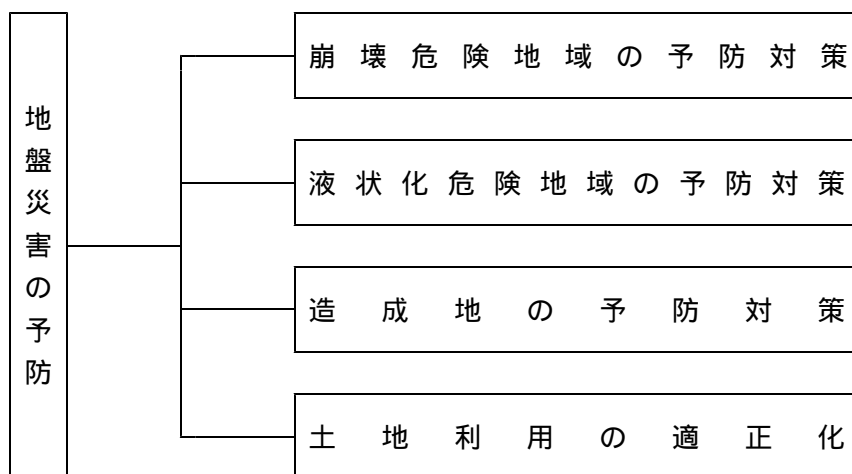 地盤災害の予防
崩壊危険地域の予防対策
液状化危険地域の予防対策
造成地の予防対策
土地利用の適正化